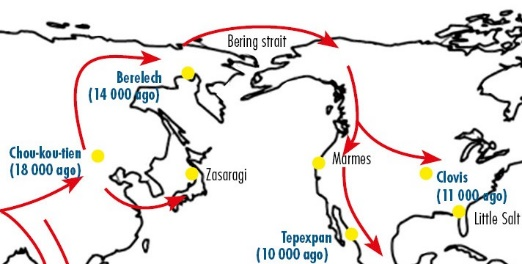 Bering strait
Berelech
(14 000 ago)
Chou-kou-tien
(18 000 ago)
Zasaragi
Marmes
Clovis
(11 000 ago)
Little Salt
Tepexpan
(10 000 ago)